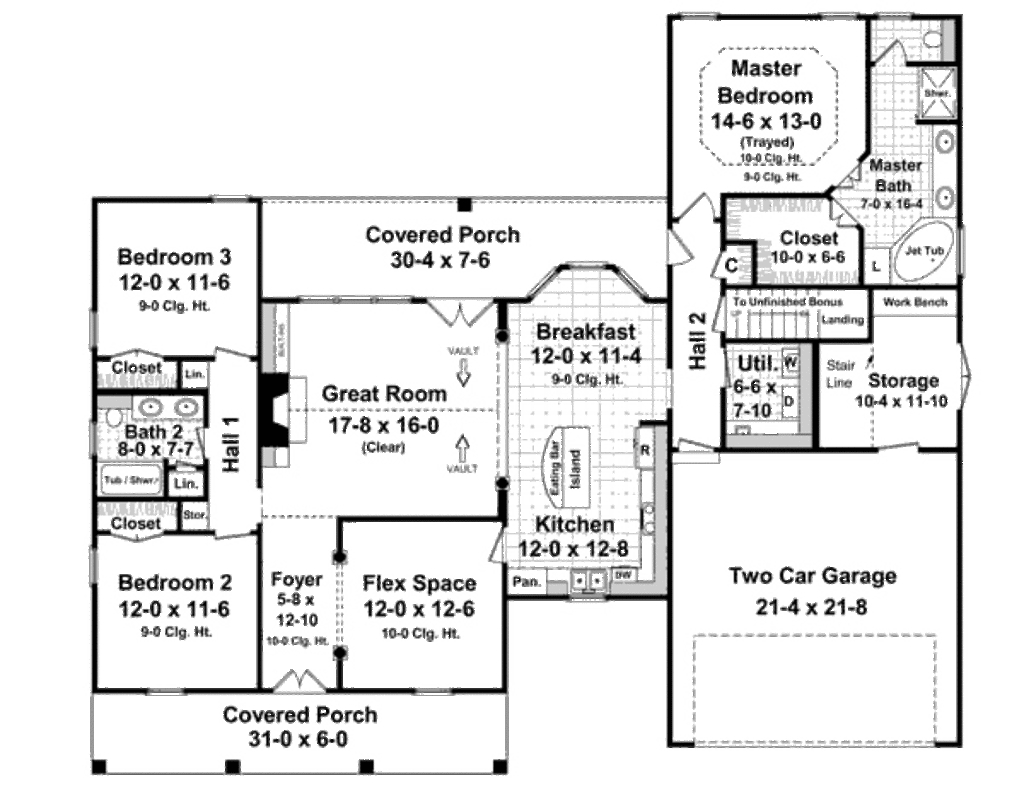 Master
Bedroom
14-6 x 13-0
(Trayed)
10-0 Clg. Ht.
9-0 Clg. Ht.
Shwr.
Master
Bath
7-0 x 16-4
Jet Tub
L
Closet
10-0 x 6-6
C
Covered Porch
30-4 x 7-6
Bedroom 3
12-0 x 11-6
9-0 Clg. Ht.
BUILT-INS
VAULT
Great Room
17-8 x 16-0
(Clear)
VAULT
Breakfast
12-0 x 11-4
9-0 Clg. Ht.
Hall 2
To Unfinished Bonus
Landing
Work Bench
Util.
6-6 x
7-10
W
D
Stair
Line
Storage
10-4 x 11-10
Closet
Lin.
Bath 2
8-0 x 7-7
Hall 1
Tub / Shwr.
Lin.
Closet
Stor.
Eating Bar
Island
R
Kitchen
12-0 x 12-8
Pan.
DW
Bedroom 2
12-0 x 11-6
9-0 Clg. Ht.
Foyer
5-8 x
12-10
10-0 Clg. Ht.
Flex Space
12-0 x 12-6
10-0 Clg. Ht.
Two Car Garage
21-4 x 21-8
Covered Porch
31-0 x 6-0